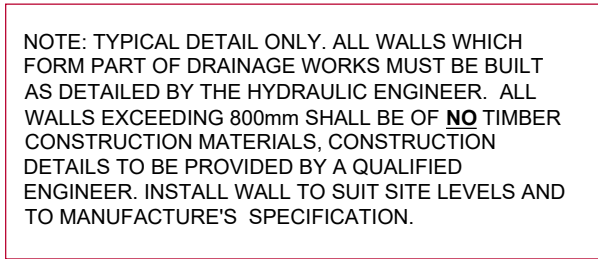 NOTE: TYPICAL DETAIL ONLY. ALL WALLS WHICH
FORM PART OF DRAINAGE WORKS MUST BE BUILT
AS DETAILED BY THE HYDRAULIC ENGINEER. ALL
WALLS EXCEEDING 800mm SHALL BE OF NO TIMBER
CONSTRUCTION MATERIALS, CONSTRUCTION
DETAILS TO BE PROVIDED BY A QUALIFIED
ENGINEER. INSTALL WALL TO SUIT SITE LEVELS AND
TO MANUFACTURE'S SPECIFICATION.